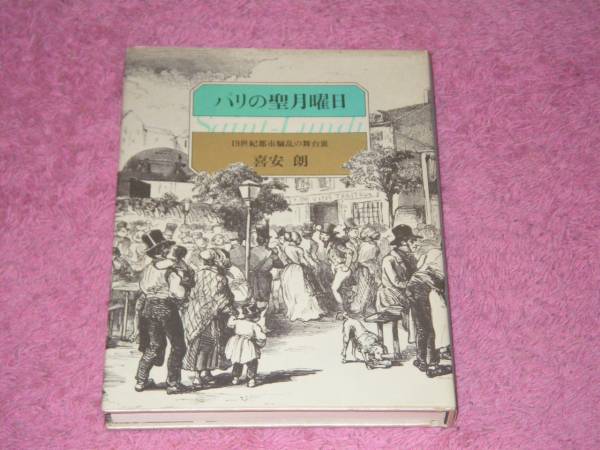 パリの聖月曜日
Saint-Lundi
19世紀都市騒乱の舞台裏
喜安 朗